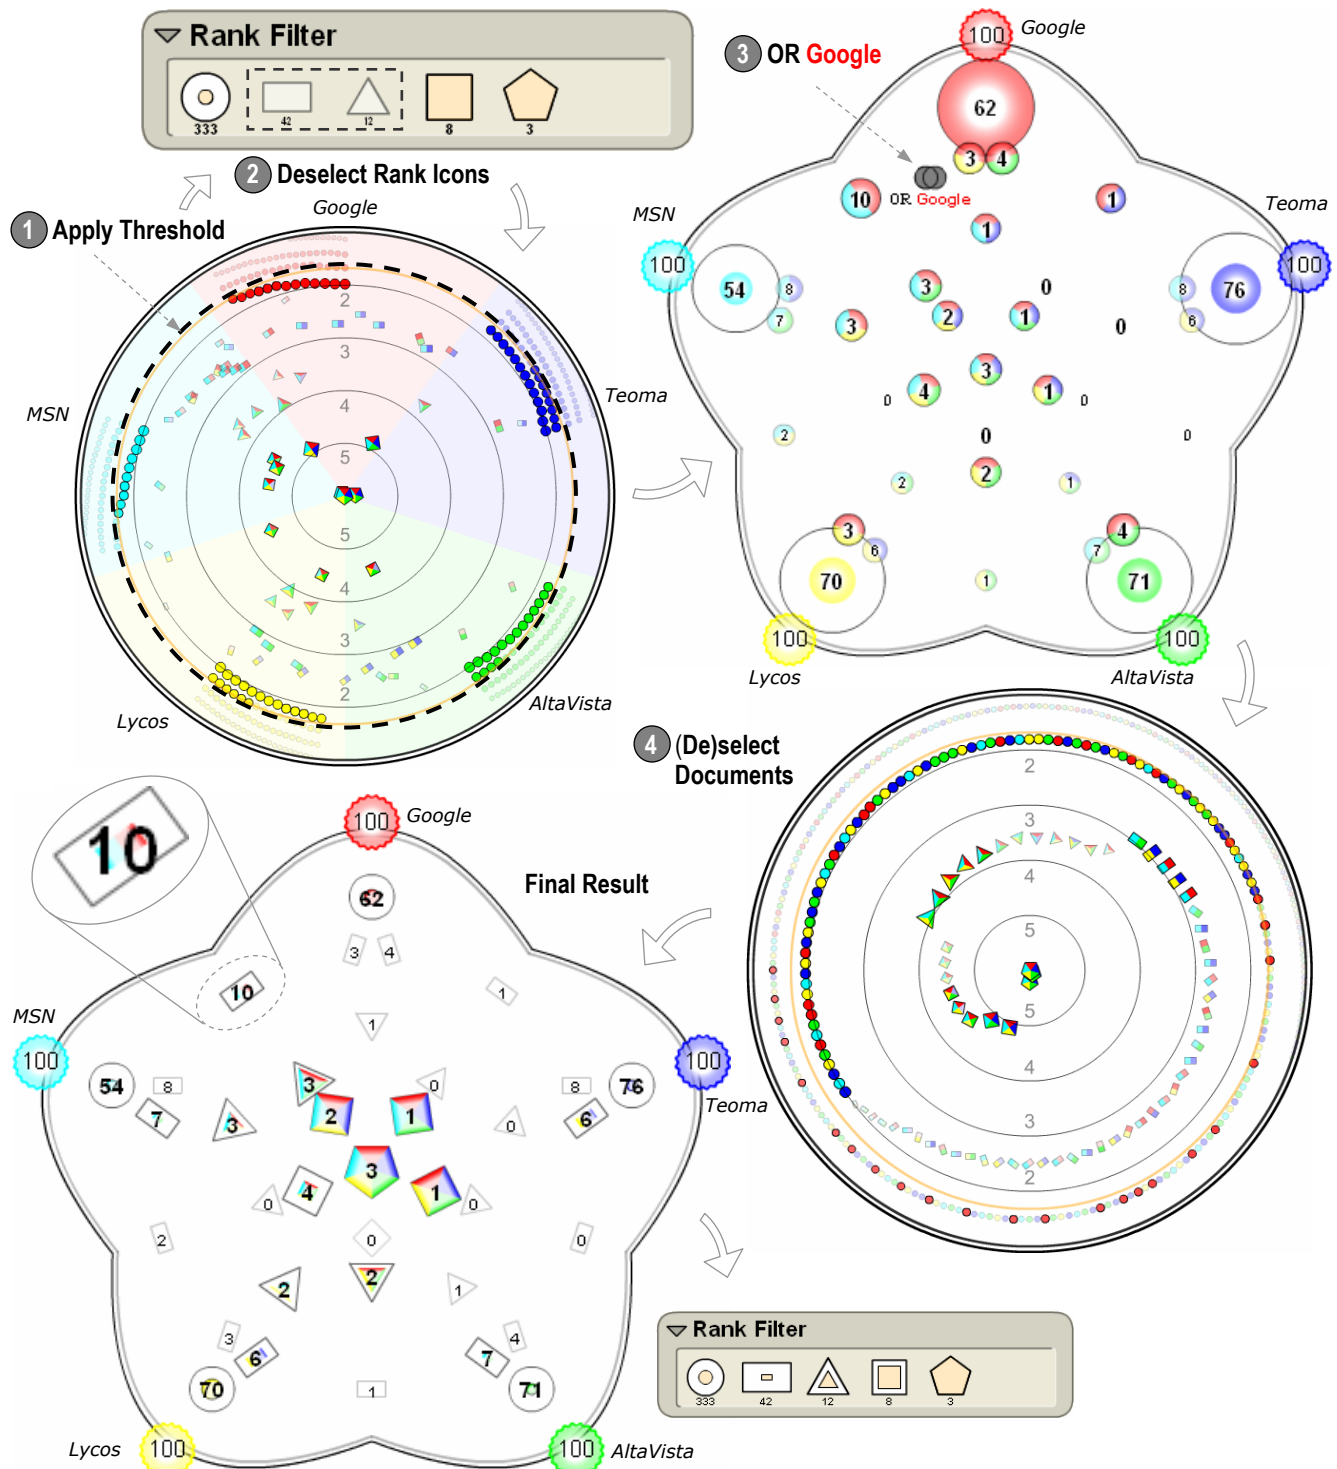 Rank Filter
333 42 12 8 3
2 Deselect Rank Icons
1 Apply Threshold
Google
Teoma
AltaVista
Lycos
MSN
2
3
4
5
5
4
3
2
3 OR Google
100 Google
62
3 4
10
OR Google
1
1
MSN
100
Teoma
100
54 8 7
3 0
8 76 6
3 2 1 0
3
4 1
0 0
2 0 0
2 2 1
3 6
4 7
70 1 71
100
Lycos
100
AltaVista
4 (De)select
Documents
2
3
4
5
5
4
3
2
10
Final Result
100 Google
62
3 4
10 1
1
MSN
100
100
Teoma
54 8 3 0 8 76
7 3 2 1 0 6
3
4 1
0 0
2 0 0
2 2 1
3 4
6 7
70 1 71
Lycos 100
100 AltaVista
Rank Filter
333 42 12 8 3